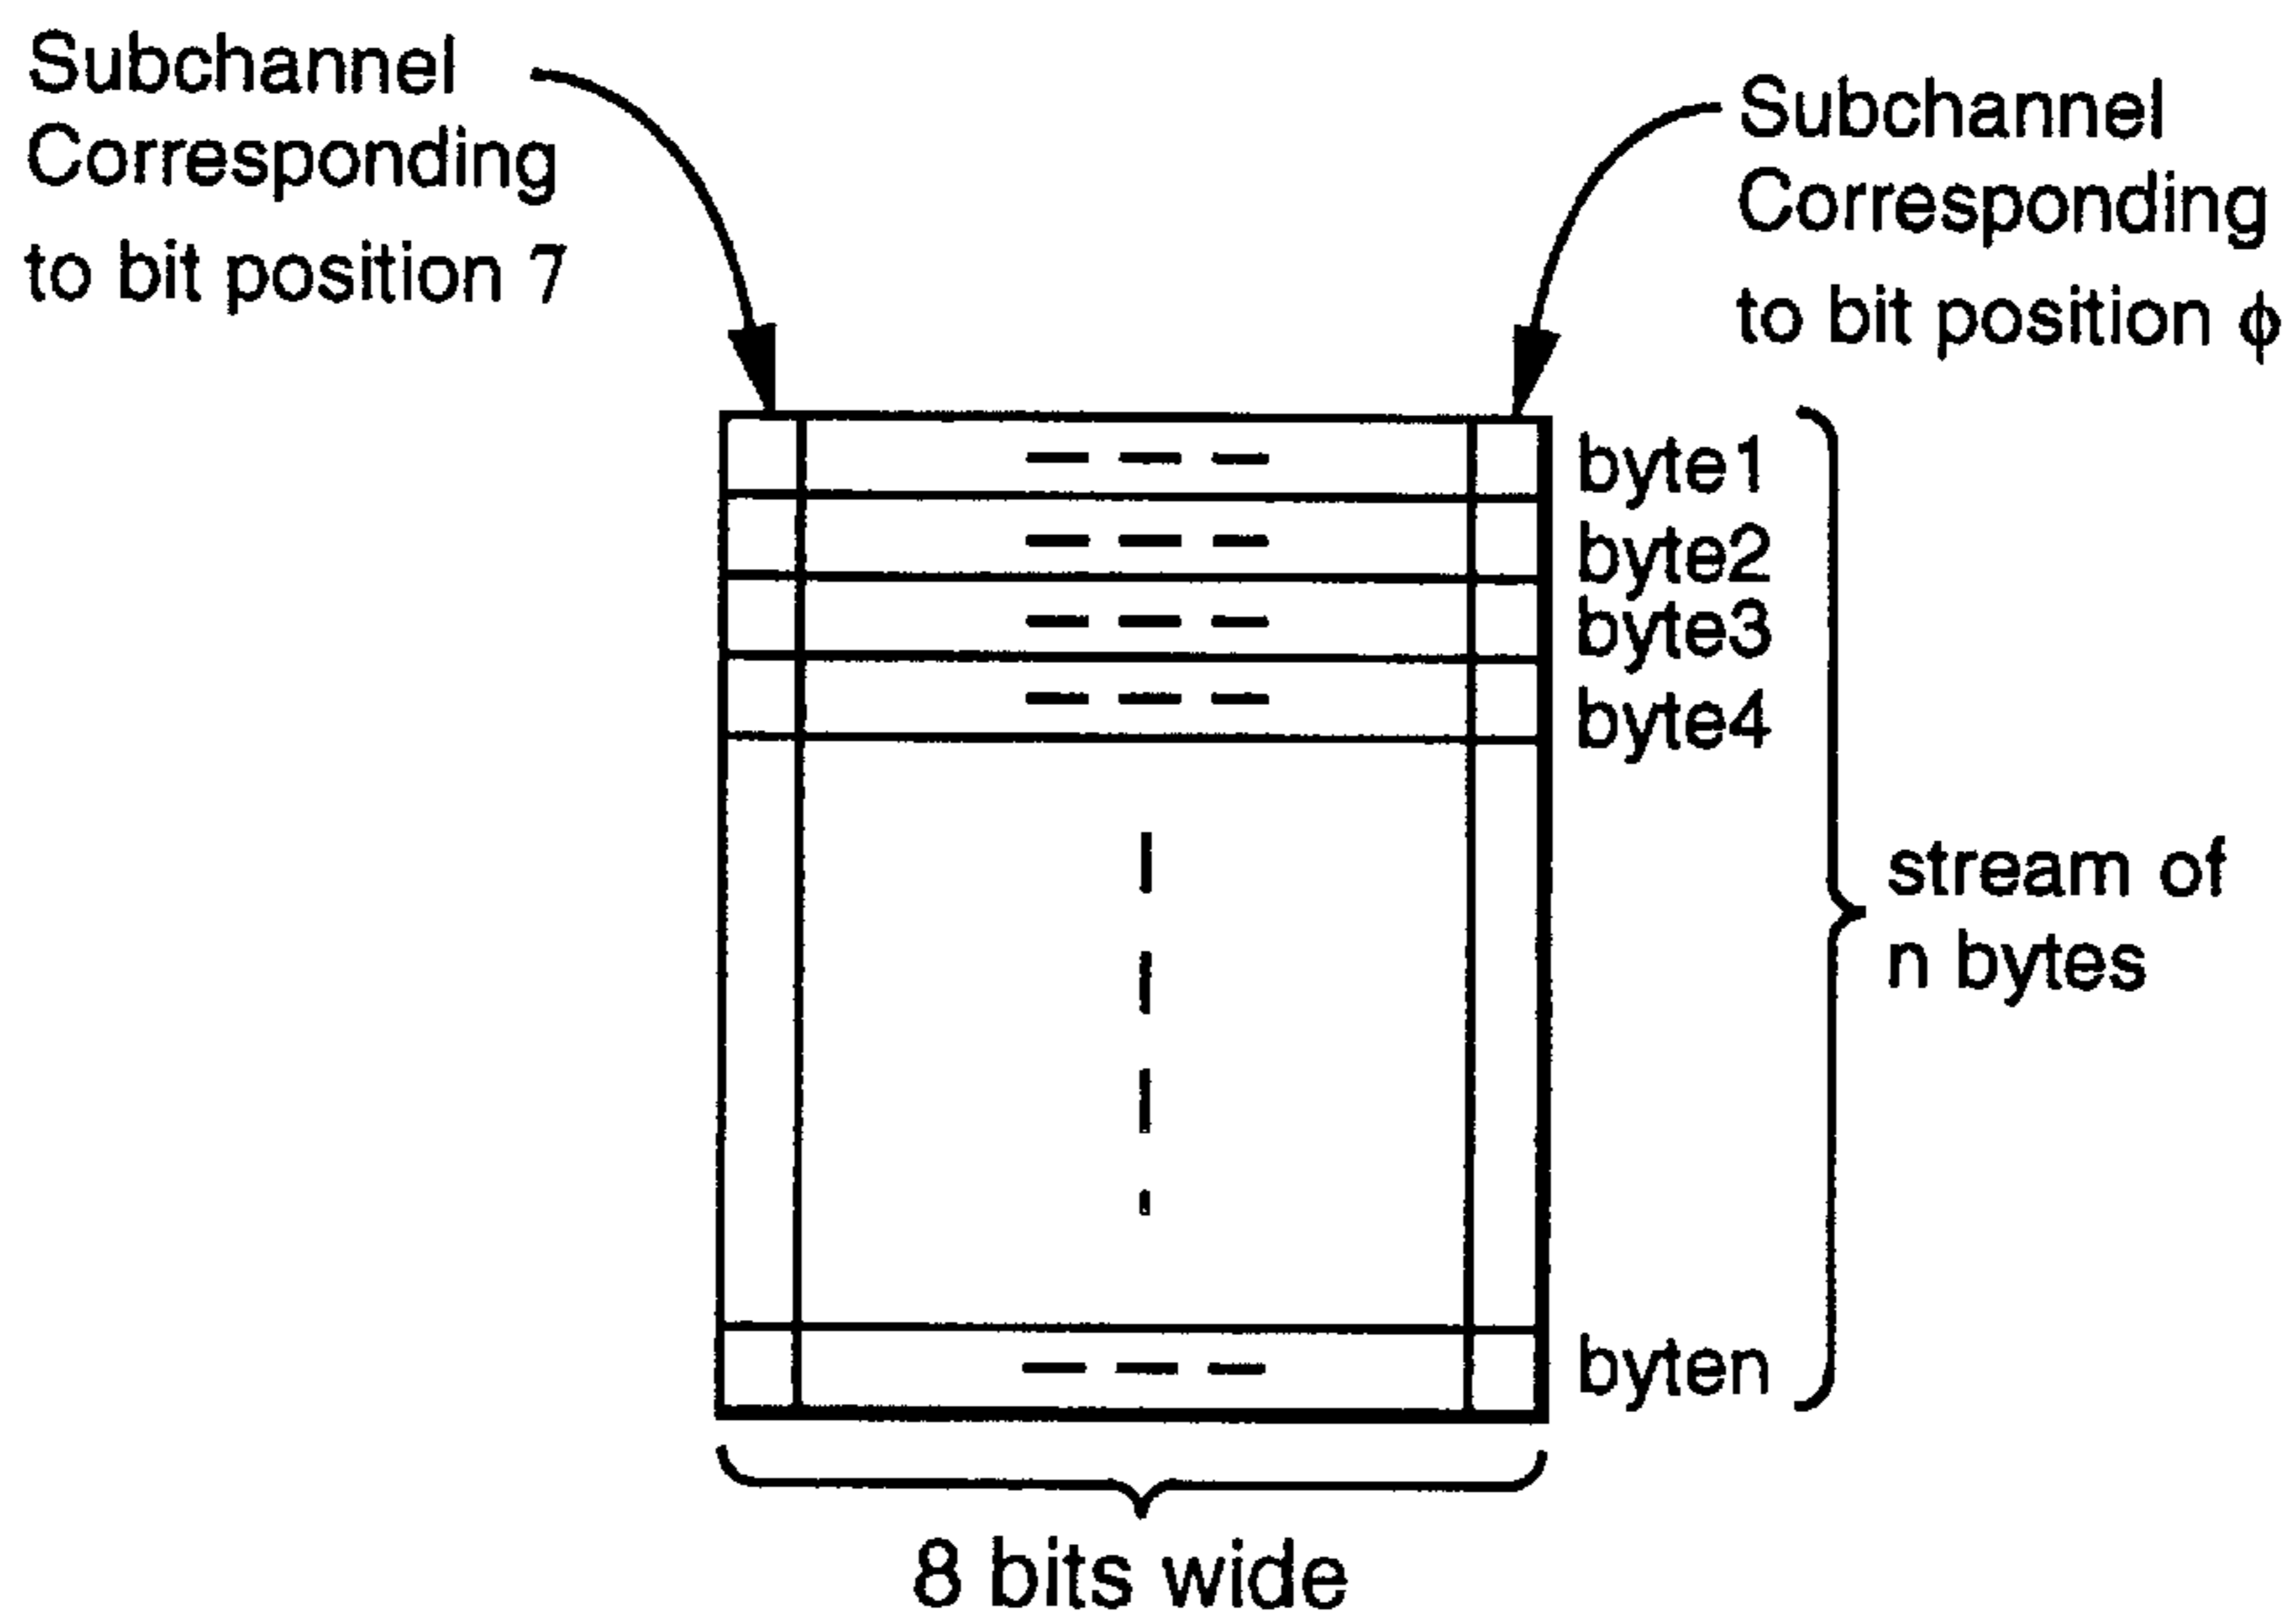 Subchannel
Corresponding
to bit position 7
Subchannel
Corresponding
to bit position ϕ
byte1
byte2
byte3
byte4
stream of
n bytes
byten
8 bits wide